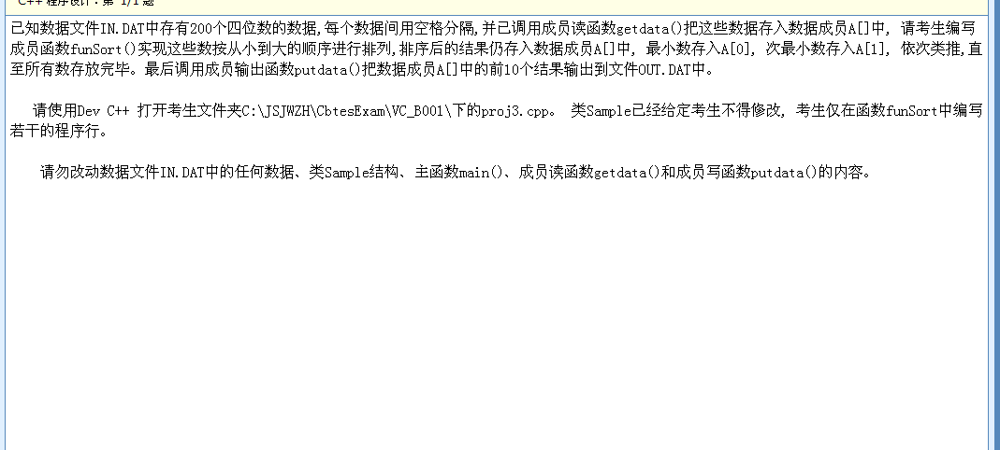 C++ 程序设计：第 1/1 题
已知数据文件IN.DAT中存有200个四位数的数据,每个数据间用空格分隔,并已调用成员读函数getdata()把这些数据存入数据成员A[]中, 请考生编写
成员函数funSort()实现这些数按从小到大的顺序进行排列,排序后的结果仍存入数据成员A[]中, 最小数存入A[0], 次最小数存入A[1], 依次类推,直
至所有数存放完毕。最后调用成员输出函数putdata()把数据成员A[]中的前10个结果输出到文件OUT.DAT中。
请使用Dev C++ 打开考生文件夹C:\JSJWZH\CbtesExam\VC_B001\下的proj3.cpp。 类Sample已经给定考生不得修改, 考生仅在函数funSort中编写
若干的程序行。
请勿改动数据文件IN.DAT中的任何数据、类Sample结构、主函数main()、成员读函数getdata()和成员写函数putdata()的内容。